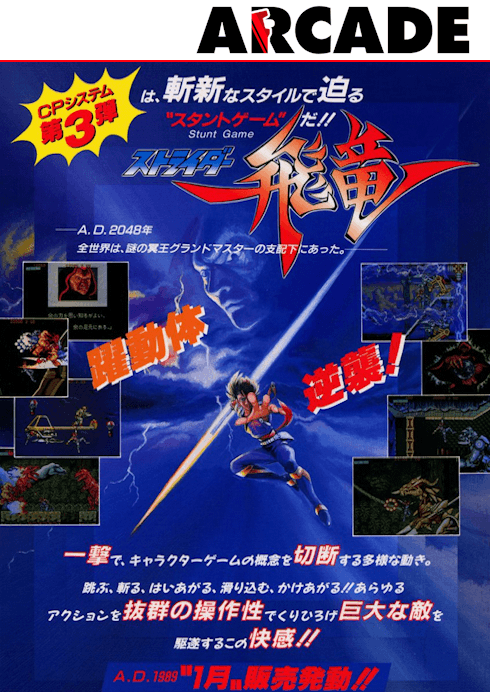 ARCADE
CPシステム
第3弾
は、斬新なスタイルで迫る
"スタントゲーム"だ!!
Stunt Game
ストライダー飛竜
A.D.2048年
全世界は、謎の冥王グランドマスターの支配下にあった。
躍動体
逆襲!
一撃で、キャラクターゲームの概念を切断する多様な動き。
跳ぶ、斬る、はいあがる、滑り込む、かけあがる!!あらゆる
アクションを抜群の操作性でくりひろげ巨大な敵を
駆逐するこの快感!!
A.D.1989 "1月"販売発動!!